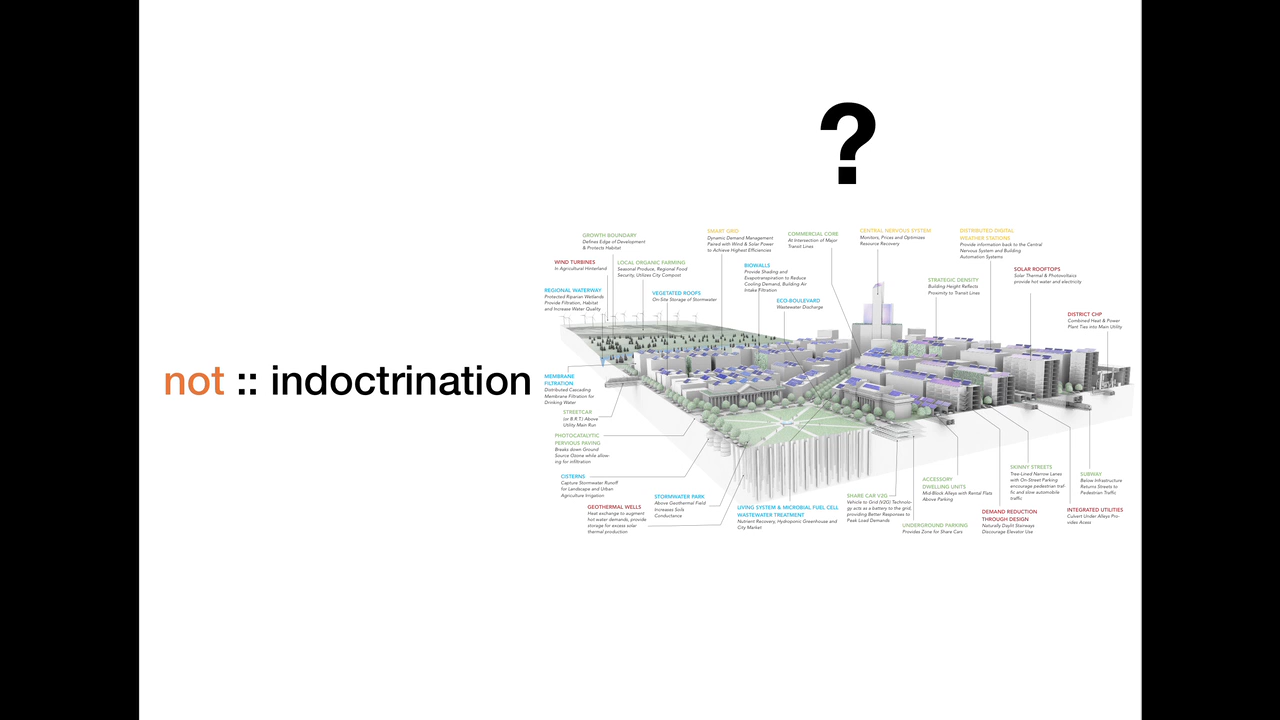 ?
not :: indoctrination
GROWTH BOUNDARY
Defines Edge of Development
& Protects Habitat
SMART GRID
Dynamic Demand Management
Paired with Wind & Solar Power
to Achieve Highest Efficiencies
COMMERCIAL CORE
At Intersection of Major
Transit Lines
CENTRAL NERVOUS SYSTEM
Monitors, Prices and Optimizes
Resource Recovery
DISTRIBUTED DIGITAL
WEATHER STATIONS
Provide information back to the Central
Nervous System and Building
Automation Systems
WIND TURBINES
In Agricultural Hinterland
LOCAL ORGANIC FARMING
Seasonal Produce, Regional Food
Security, Utilizes City Compost
BIOWALLS
Provide Shading and
Evapotranspiration to Reduce
Cooling Demand, Building Air
Intake Filtration
SOLAR ROOFTOPS
Solar Thermal & Photovoltaics
provide hot water and electricity
STRATEGIC DENSITY
Building Height Reflects
Proximity to Transit Lines
REGIONAL WATERWAY
Protected Riparian Wetlands
Provide Filtration, Habitat
and Increase Water Quality
VEGETATED ROOFS
On-Site Storage of Stormwater
ECO-BOULEVARD
Wastewater Discharge
DISTRICT CHP
Combined Heat & Power
Plant Ties into Main Utility
MEMBRANE
FILTRATION
Distributed Cascading
Membrane Filtration for
Drinking Water
STREETCAR
(or B.R.T.) Above
Utility Main Run
PHOTOCATALYTIC
PERVIOUS PAVING
Breaks down Ground
Source Ozone while allow-
ing for infiltration
CISTERNS
Capture Stormwater Runoff
for Landscape and Urban
Agriculture Irrigation
GEOTHERMAL WELLS
Heat exchange to augment
hot water demands, provide
storage for excess solar
thermal production
STORMWATER PARK
Above Geothermal Field
Increases Soils
Conductance
LIVING SYSTEM & MICROBIAL FUEL CELL
WASTEWATER TREATMENT
Nutrient Recovery, Hydroponic Greenhouse and
City Market
SHARE CAR V2G
Vehicle to Grid (V2G) Technolo-
gy acts as a battery to the grid,
providing Better Responses to
Peak Load Demands
UNDERGROUND PARKING
Provides Zone for Share Cars
ACCESSORY
DWELLING UNITS
Mid-Block Alleys with Rental Flats
Above Parking
SKINNY STREETS
Tree-Lined Narrow Lanes
with On-Street Parking
encourage pedestrian traf-
fic and slow automobile
traffic
DEMAND REDUCTION
THROUGH DESIGN
Naturally Daylit Stairways
Discourage Elevator Use
SUBWAY
Below Infrastructure
Returns Streets to
Pedestrian Traffic
INTEGRATED UTILITIES
Culvert Under Alleys Pro-
vides Acess